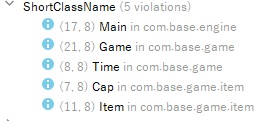 ShortClassName (5 violations)
(17, 8) Main in com.base.engine
(21, 8) Game in com.base.game
(8, 8) Time in com.base.game
(7, 8) Cap in com.base.game.item
(11, 8) Item in com.base.game.item